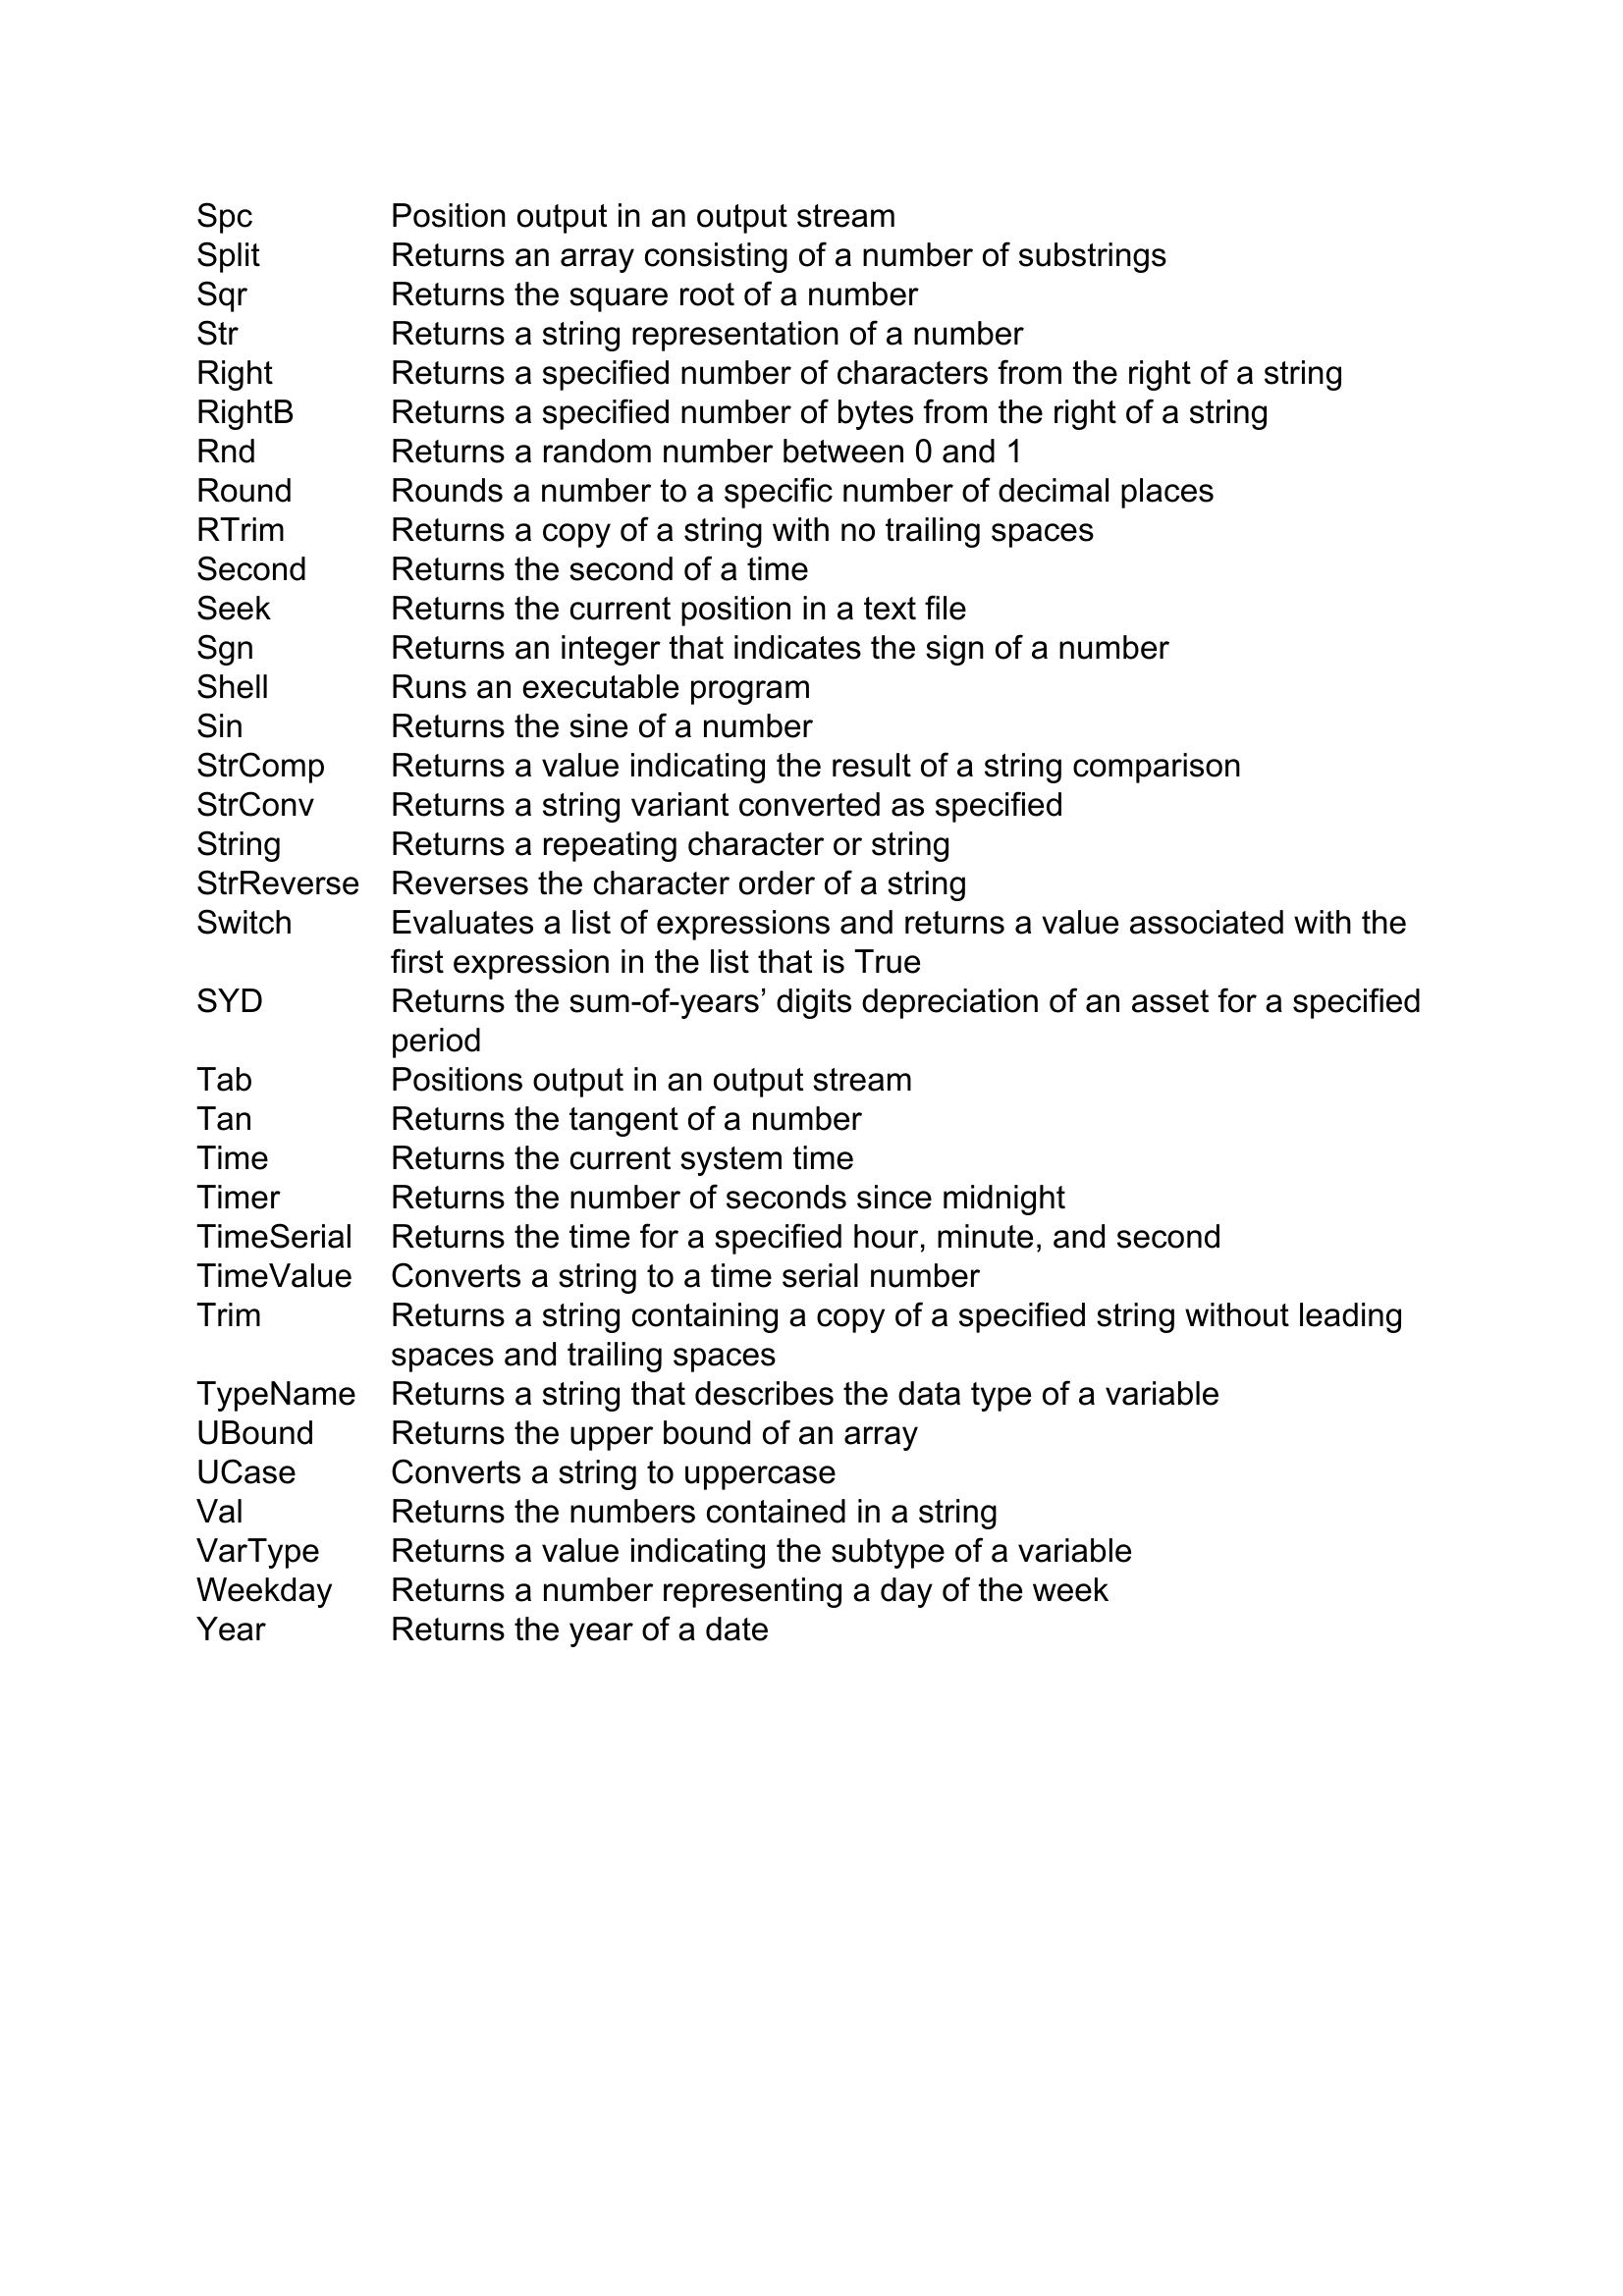 Spc Position output in an output stream
Split Returns an array consisting of a number of substrings
Sqr Returns the square root of a number
Str Returns a string representation of a number
Right Returns a specified number of characters from the right of a string
RightB Returns a specified number of bytes from the right of a string
Rnd Returns a random number between 0 and 1
Round Rounds a number to a specific number of decimal places
RTrim Returns a copy of a string with no trailing spaces
Second Returns the second of a time
Seek Returns the current position in a text file
Sgn Returns an integer that indicates the sign of a number
Shell Runs an executable program
Sin Returns the sine of a number
StrComp Returns a value indicating the result of a string comparison
StrConv Returns a string variant converted as specified
String Returns a repeating character or string
StrReverse Reverses the character order of a string
Switch Evaluates a list of expressions and returns a value associated with the
first expression in the list that is True
SYD Returns the sum-of-years’ digits depreciation of an asset for a specified
period
Tab Positions output in an output stream
Tan Returns the tangent of a number
Time Returns the current system time
Timer Returns the number of seconds since midnight
TimeSerial Returns the time for a specified hour, minute, and second
TimeValue Converts a string to a time serial number
Trim Returns a string containing a copy of a specified string without leading
spaces and trailing spaces
TypeName Returns a string that describes the data type of a variable
UBound Returns the upper bound of an array
UCase Converts a string to uppercase
Val Returns the numbers contained in a string
VarType Returns a value indicating the subtype of a variable
Weekday Returns a number representing a day of the week
Year Returns the year of a date